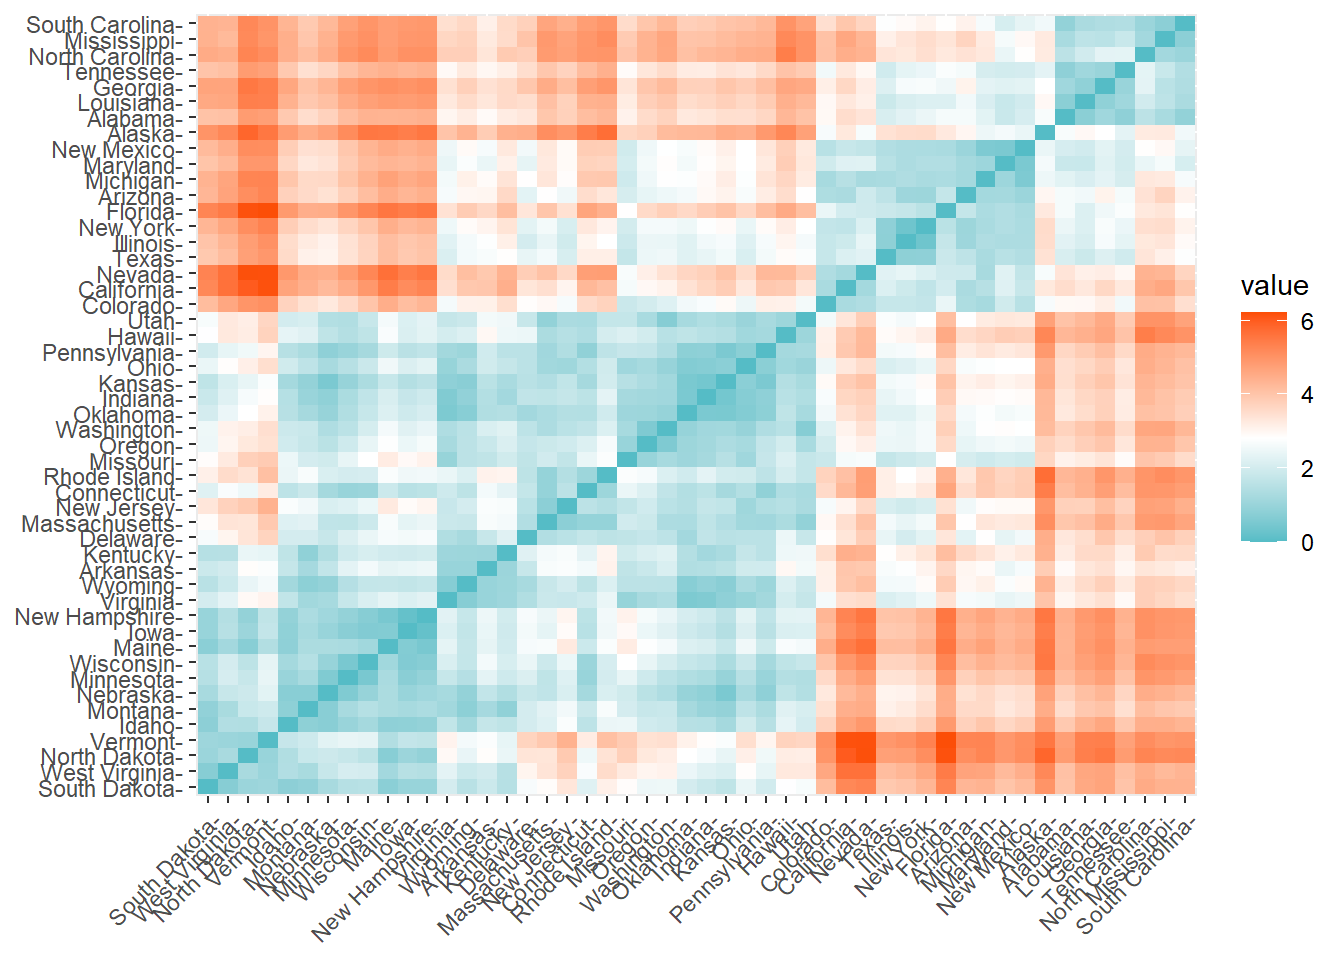 South Carolina-
Mississippi-
North Carolina-
Tennessee-
Georgia-
Louisiana-
Alabama-
Alaska-
New Mexico-
Maryland-
Michigan-
Arizona-
Florida-
New York-
Illinois-
Texas-
Nevada-
California-
Colorado-
Utah-
Hawaii-
Pennsylvania-
Ohio-
Kansas-
Indiana-
Oklahoma-
Washington-
Oregon-
Missouri-
Rhode Island-
Connecticut-
New Jersey-
Massachusetts-
Delaware-
Kentucky-
Arkansas-
Wyoming-
Virginia-
New Hampshire-
Iowa-
Maine-
Wisconsin-
Minnesota-
Nebraska-
Montana-
Idaho-
Vermont-
North Dakota-
West Virginia-
South Dakota-
South Dakota-
West Virginia-
North Dakota-
Vermont-
Idaho-
Montana-
Nebraska-
Minnesota-
Wisconsin-
Maine-
Iowa-
New Hampshire-
Virginia-
Wyoming-
Arkansas-
Kentucky-
Delaware-
Massachusetts-
New Jersey-
Connecticut-
Rhode Island-
Missouri-
Oregon-
Washington-
Oklahoma-
Indiana-
Kansas-
Ohio-
Pennsylvania-
Hawaii-
Utah-
Colorado-
California-
Nevada-
Texas-
Illinois-
New York-
Florida-
Arizona-
Michigan-
Maryland-
New Mexico-
Alaska-
Alabama-
Louisiana-
Georgia-
Tennessee-
North Carolina-
Mississippi-
South Carolina-
value
6
4
2
0